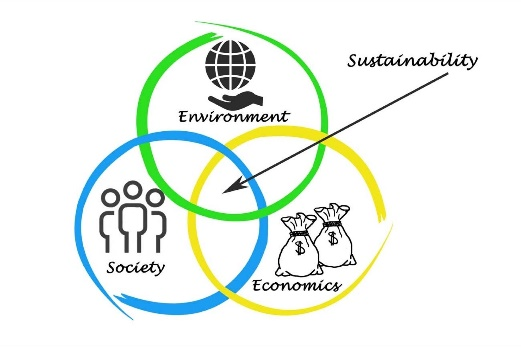 Sustainability
Environment
Society
Economics
$
$